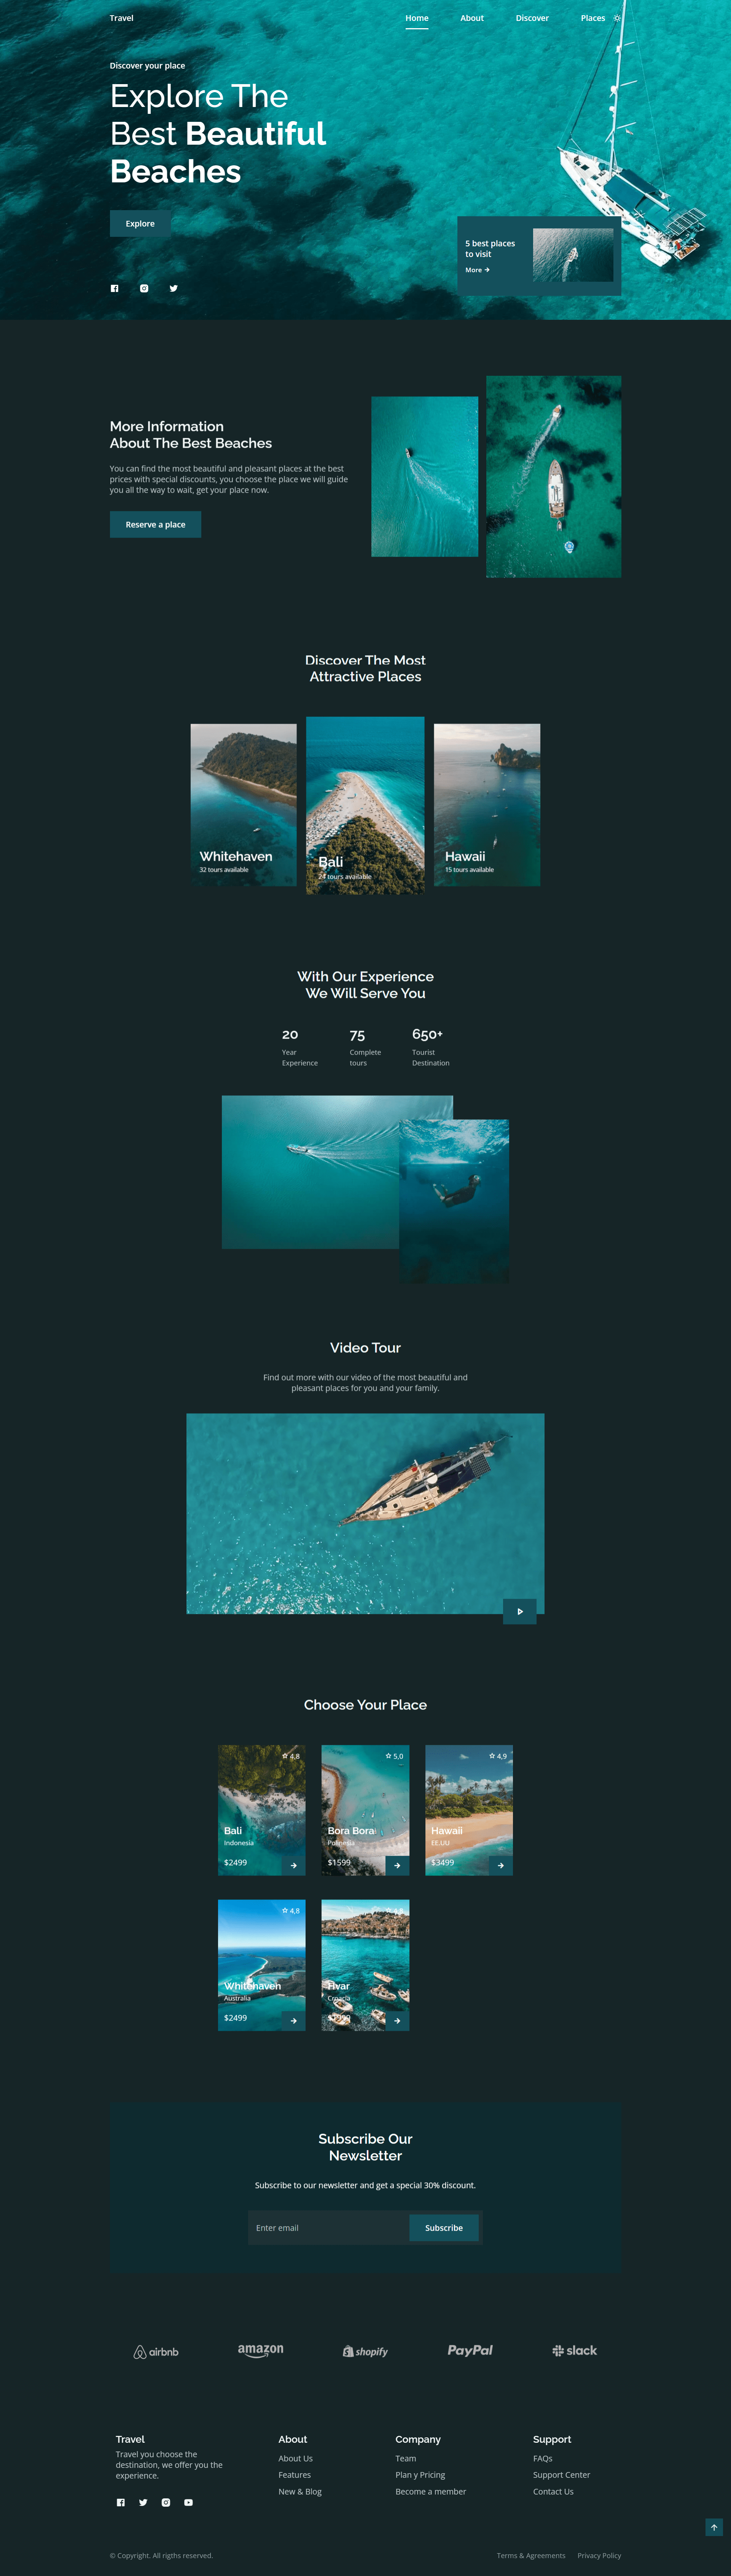 Travel
Home
About
Discover
Places
Discover your place
Explore The
Best Beautiful
Beaches
Explore
5 best places
to visit
More
More Information
About The Best Beaches
You can find the most beautiful and pleasant places at the best
prices with special discounts, you choose the place we will guide
you all the way to wait, get your place now.
Reserve a place
Discover The Most
Attractive Places
Whitehaven
32 tours available
Bali
24 tours available
Hawaii
15 tours available
With Our Experience
We Will Serve You
20
Year
Experience
75
Complete
tours
650+
Tourist
Destination
Video Tour
Find out more with our video of the most beautiful and
pleasant places for you and your family.
Choose Your Place
4,8
Bali
Indonesia
$2499
5,0
Bora Bora
Polinesia
$1599
4,9
Hawaii
EE.UU
$3499
4,8
Whitehaven
Australia
$2499
Hvar
Croacia
Subscribe Our
Newsletter
Subscribe to our newsletter and get a special 30% discount.
Enter email
Subscribe
airbnb
amazon
shopify
PayPal
slack
Travel
Travel you choose the
destination, we offer you the
experience.
About
About Us
Features
New & Blog
Company
Team
Plan y Pricing
Become a member
Support
FAQs
Support Center
Contact Us
© Copyright. All rigths reserved.
Terms & Agreements
Privacy Policy